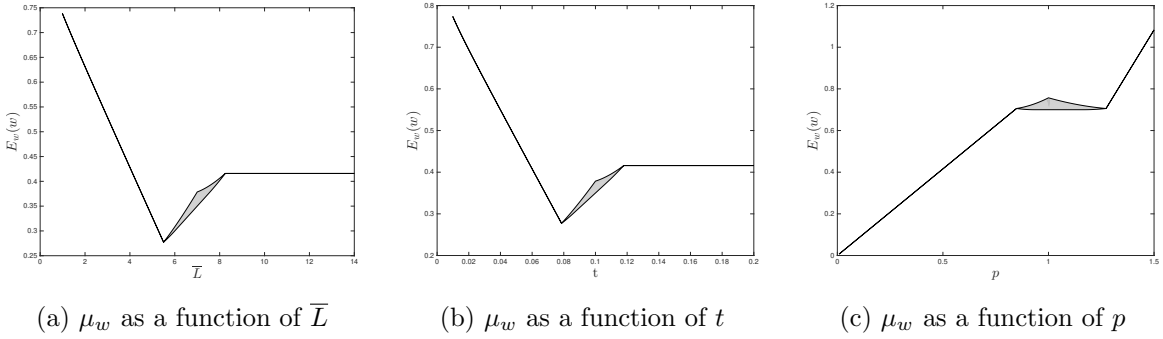 0.75
0.7
0.65
0.6
0.55
0.5
0.45
0.4
0.35
0.3
0.25
E_w(w)
0 2 4 6 8 10 12 14
L̅
(a) μ_w as a function of L̅
0.8
0.7
0.6
0.5
0.4
0.3
0.2
E_w(w)
0 0.02 0.04 0.06 0.08 0.1 0.12 0.14 0.16 0.18 0.2
t
(b) μ_w as a function of t
1.2
1
0.8
0.6
0.4
0.2
0
E_w(w)
0 0.5 1 1.5
p
(c) μ_w as a function of p